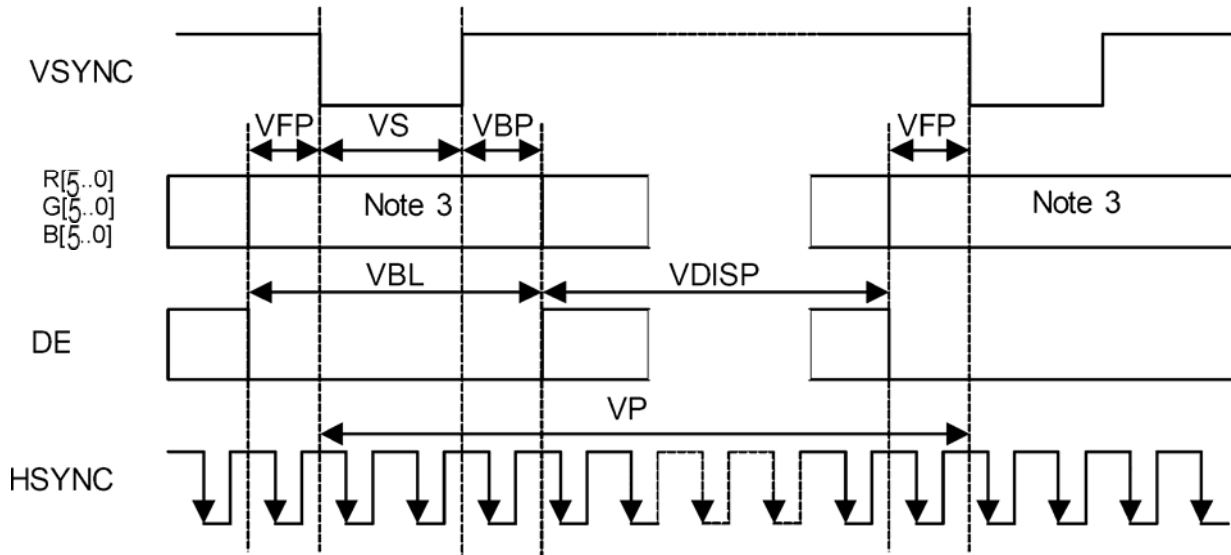 VSYNC
VFP VS VBP VFP
R[5..0]
G[5..0]
B[5..0]
Note 3 Note 3
VBL VDISP
DE
VP
HSYNC